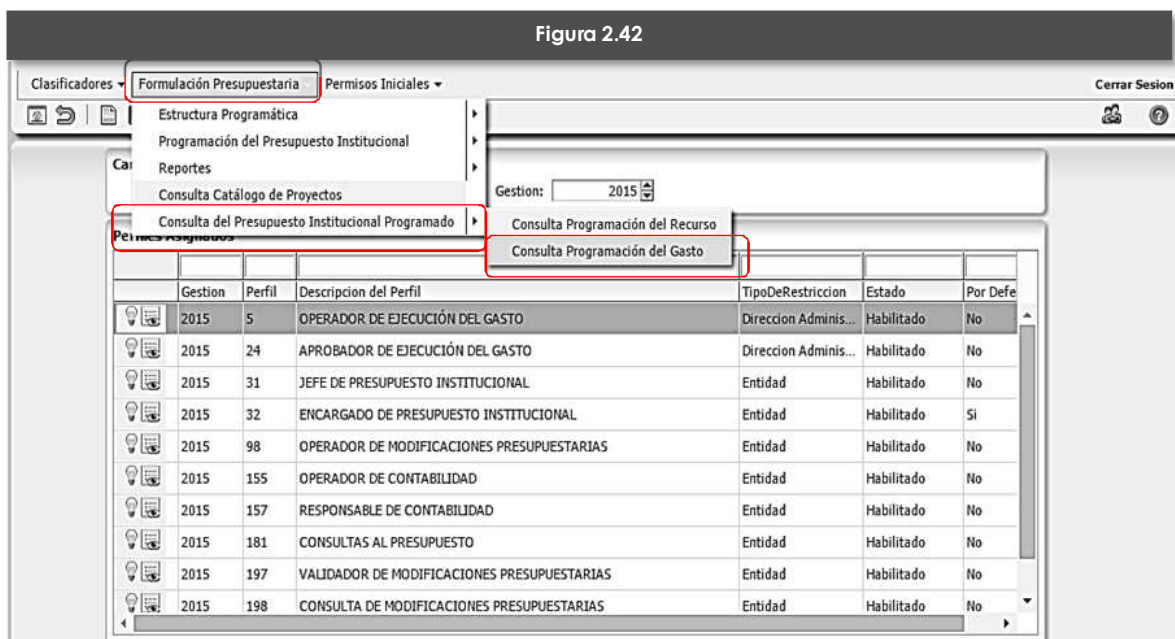 Figura 2.42
Clasificadores Formulación Presupuestaria Permisos Iniciales Cerrar Sesion
Estructura Programática
Programación del Presupuesto Institucional
Reportes
Consulta Catálogo de Proyectos
Gestion: 2015
Consulta del Presupuesto Institucional Programado
Consulta Programación del Recurso
Consulta Programación del Gasto
Perfiles Asignados
Gestion Perfil Descripcion del Perfil TipoDeRestriccion Estado Por Defe
2015 5 OPERADOR DE EJECUCIÓN DEL GASTO Direccion Adminis... Habilitado No
2015 24 APROBADOR DE EJECUCIÓN DEL GASTO Direccion Adminis... Habilitado No
2015 31 JEFE DE PRESUPUESTO INSTITUCIONAL Entidad Habilitado No
2015 32 ENCARGADO DE PRESUPUESTO INSTITUCIONAL Entidad Habilitado Si
2015 98 OPERADOR DE MODIFICACIONES PRESUPUESTARIAS Entidad Habilitado No
2015 155 OPERADOR DE CONTABILIDAD Entidad Habilitado No
2015 157 RESPONSABLE DE CONTABILIDAD Entidad Habilitado No
2015 181 CONSULTAS AL PRESUPUESTO Entidad Habilitado No
2015 197 VALIDADOR DE MODIFICACIONES PRESUPUESTARIAS Entidad Habilitado No
2015 198 CONSULTA DE MODIFICACIONES PRESUPUESTARIAS Entidad Habilitado No